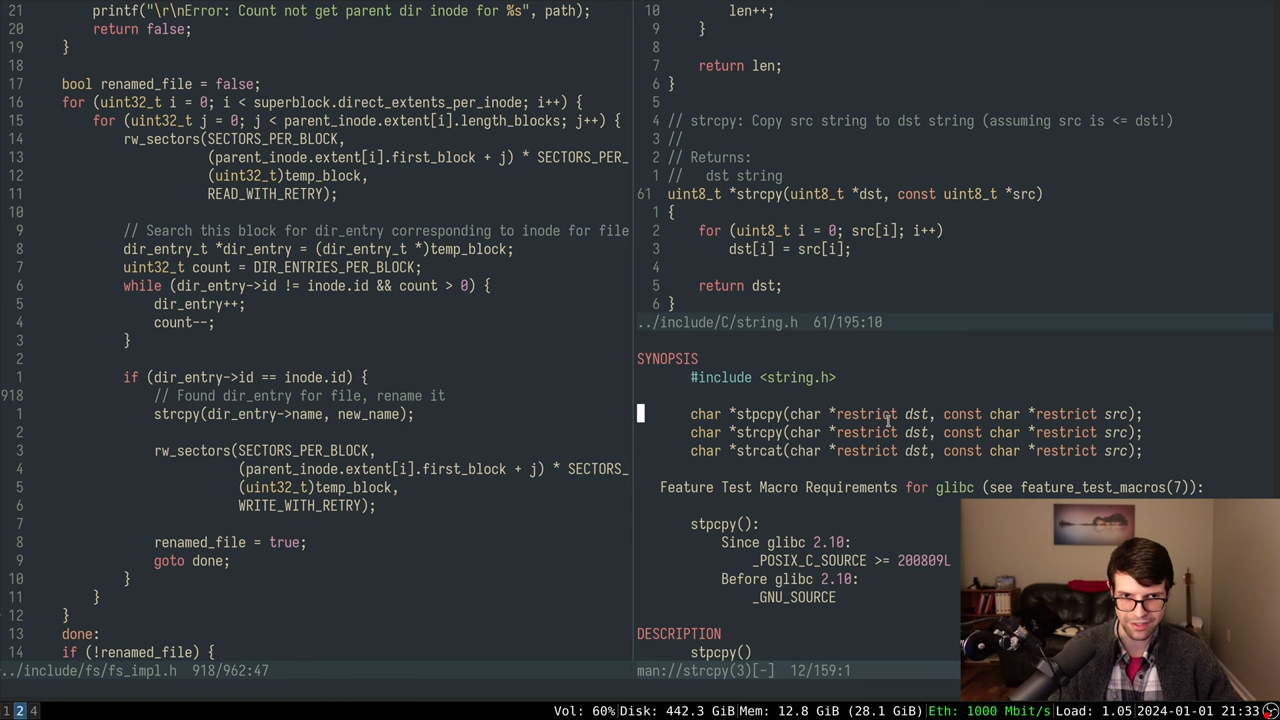 21          printf("\r\nError: Count not get parent dir inode for %s", path);
20          return false;
19      }
18
17      bool renamed_file = false;
16      for (uint32_t i = 0; i < superblock.direct_extents_per_inode; i++) {
15          for (uint32_t j = 0; j < parent_inode.extent[i].length_blocks; j++) {
14              rw_sectors(SECTORS_PER_BLOCK,
13                         (parent_inode.extent[i].first_block + j) * SECTORS_PER_
12                         (uint32_t)temp_block,
11                         READ_WITH_RETRY);
10
9              // Search this block for dir_entry corresponding to inode for file
8              dir_entry_t *dir_entry = (dir_entry_t *)temp_block;
7              uint32_t count = DIR_ENTRIES_PER_BLOCK;
6              while (dir_entry->id != inode.id && count > 0) {
5                  dir_entry++;
4                  count--;
3              }
2
1              if (dir_entry->id == inode.id) {
918                // Found dir_entry for file, rename it
1                  strcpy(dir_entry->name, new_name);
2
3                  rw_sectors(SECTORS_PER_BLOCK,
4                             (parent_inode.extent[i].first_block + j) * SECTORS_
5                             (uint32_t)temp_block,
6                             WRITE_WITH_RETRY);
7
8                  renamed_file = true;
9                  goto done;
10             }
11         }
12     }
13     done:
14     if (!renamed_file) {
../include/fs/fs_impl.h  918/962:47
10          len++;
9      }
8
7      return len;
6  }
5
4  // strcpy: Copy src string to dst string (assuming src is <= dst!)
3  //
2  // Returns:
1  //   dst string
61 uint8_t *strcpy(uint8_t *dst, const uint8_t *src)
1  {
2      for (uint8_t i = 0; src[i]; i++)
3          dst[i] = src[i];
4
5      return dst;
6  }
../include/C/string.h  61/195:10
SYNOPSIS
#include <string.h>
char *stpcpy(char *restrict dst, const char *restrict src);
char *strcpy(char *restrict dst, const char *restrict src);
char *strcat(char *restrict dst, const char *restrict src);
Feature Test Macro Requirements for glibc (see feature_test_macros(7)):
stpcpy():
Since glibc 2.10:
_POSIX_C_SOURCE >= 200809L
Before glibc 2.10:
_GNU_SOURCE
DESCRIPTION
stpcpy()
man://strcpy(3)[-]  12/159:1
1 2 4 Vol: 60%|Disk: 442.3 GiB|Mem: 12.8 GiB (28.1 GiB)|Eth: 1000 Mbit/s|Load: 1.05|2024-01-01 21:33